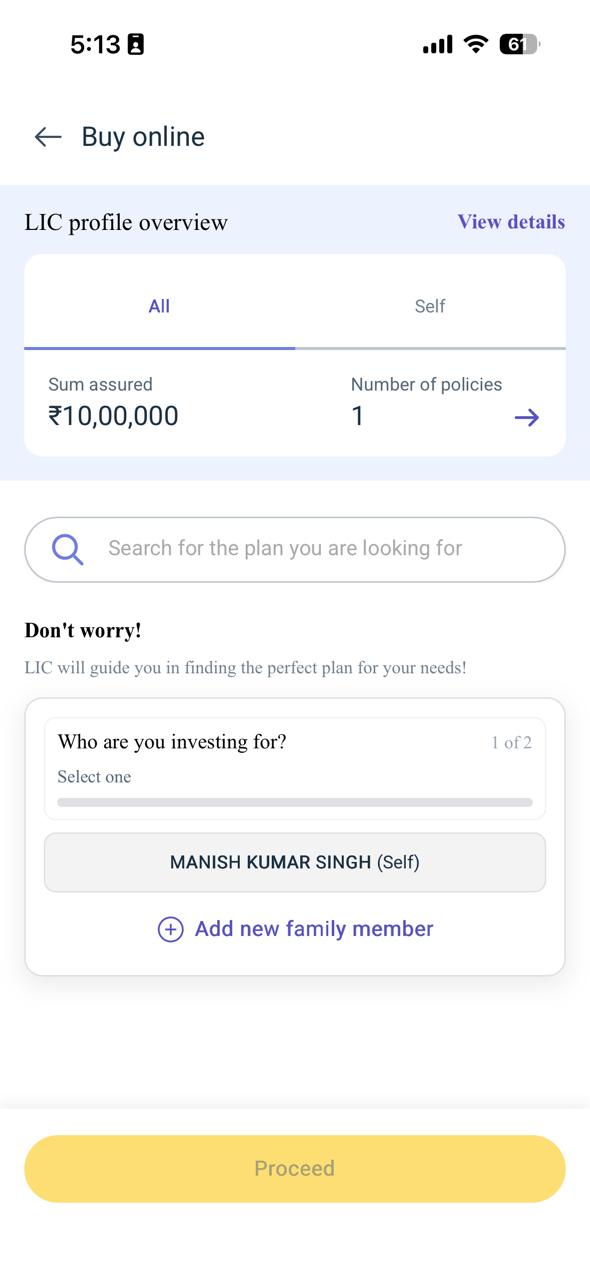 5:13
61
Buy online
LIC profile overview
View details
All
Self
Sum assured
Number of policies
₹10,00,000
1
Search for the plan you are looking for
Don't worry!
LIC will guide you in finding the perfect plan for your needs!
Who are you investing for?
1 of 2
Select one
MANISH KUMAR SINGH (Self)
Add new family member
Proceed